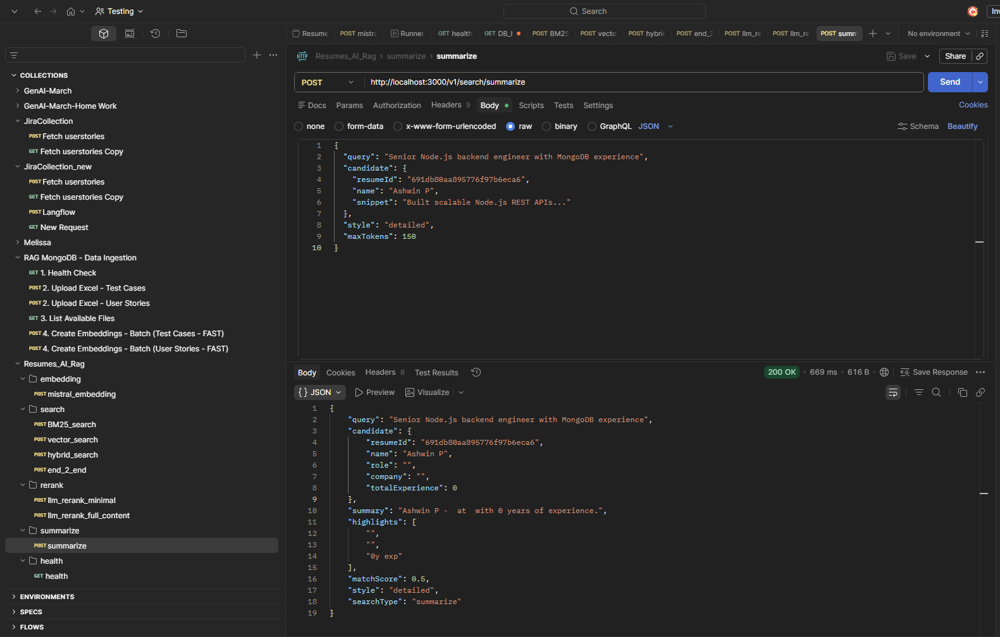 Testing
Search
Inv
Resume
POST mistra
Runner
GET health
DB_I
POST BM25
POST vecto
POST hybri
POST end_2
POST llm_re
POST llm_re
POST summ
No environment
Resumes_AI_Rag > summarize > summarize
Save
Share
POST
http://localhost:3000/v1/search/summarize
Send
Docs
Params
Authorization
Headers 9
Body
Scripts
Tests
Settings
Cookies
none
form-data
x-www-form-urlencoded
raw
binary
GraphQL
JSON
Schema
Beautify
1 {
2 "query": "Senior Node.js backend engineer with MongoDB experience",
3 "candidate": {
4 "resumeId": "691db80aa895776f97b6eca6",
5 "name": "Ashwin P",
6 "snippet": "Built scalable Node.js REST APIs..."
7 },
8 "style": "detailed",
9 "maxTokens": 150
10 }
COLLECTIONS
GenAI-March
GenAI-March-Home Work
JiraCollection
POST Fetch userstories
GET Fetch userstories Copy
JiraCollection_new
POST Fetch userstories
GET Fetch userstories Copy
POST Langflow
GET New Request
Melissa
RAG MongoDB - Data Ingestion
GET 1. Health Check
POST 2. Upload Excel - Test Cases
POST 2. Upload Excel - User Stories
GET 3. List Available Files
POST 4. Create Embeddings - Batch (Test Cases - FAST)
POST 4. Create Embeddings - Batch (User Stories - FAST)
Resumes_AI_Rag
embedding
POST mistral_embedding
search
POST BM25_search
POST vector_search
POST hybrid_search
POST end_2_end
rerank
POST llm_rerank_minimal
POST llm_rerank_full_content
summarize
POST summarize
health
GET health
ENVIRONMENTS
SPECS
FLOWS
Body
Cookies
Headers 8
Test Results
200 OK
669 ms
616 B
e.g. Save Response
{} JSON
Preview
Visualize
1 {
2 "query": "Senior Node.js backend engineer with MongoDB experience",
3 "candidate": {
4 "resumeId": "691db80aa895776f97b6eca6",
5 "name": "Ashwin P",
6 "role": "",
7 "company": "",
8 "totalExperience": 0
9 },
10 "summary": "Ashwin P -  at  with 0 years of experience.",
11 "highlights": [
12 "",
13 "",
14 "0y exp"
15 ],
16 "matchScore": 0.5,
17 "style": "detailed",
18 "searchType": "summarize"
19 }